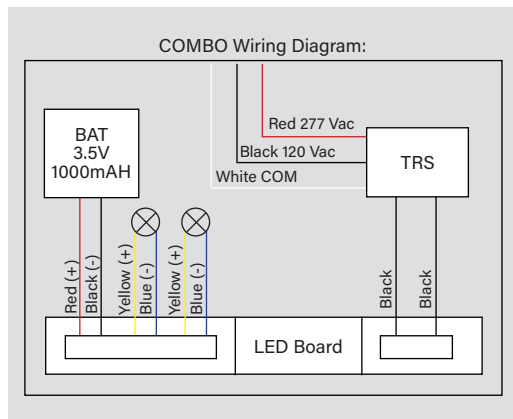 COMBO Wiring Diagram:
Red 277 Vac
Black 120 Vac
White COM
BAT
3.5V
1000mAH
TRS
Red (+)
Black (-)
Yellow (+)
Blue (-)
Yellow (+)
Blue (-)
Black
Black
LED Board